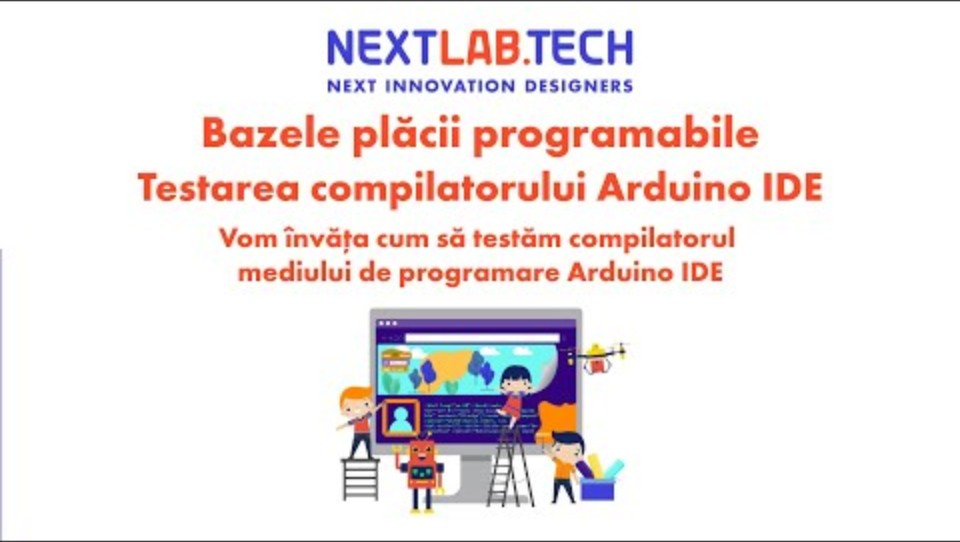 NEXTLAB.TECH
NEXT INNOVATION DESIGNERS
Bazele plăcii programabile
Testarea compilatorului Arduino IDE
Vom învăța cum să testăm compilatorul
mediului de programare Arduino IDE